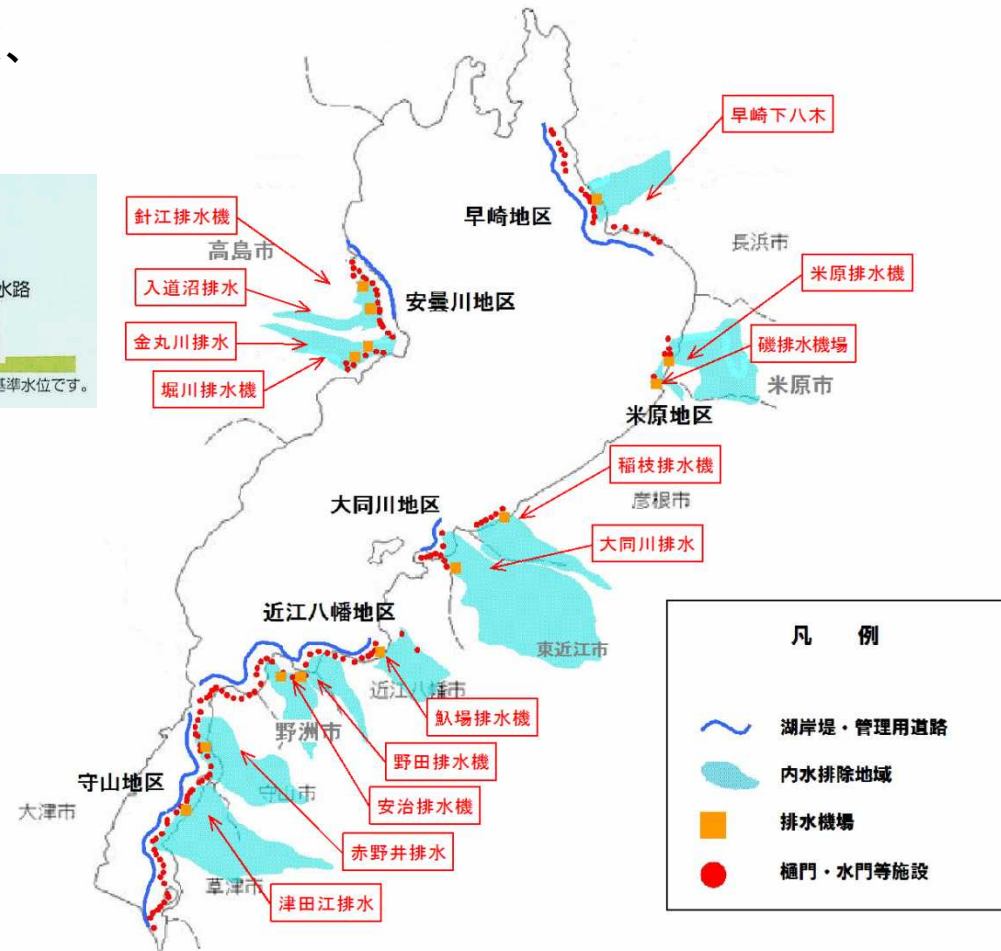 、
水路
基準水位です。
早崎下八木
早崎地区
長浜市
針江排水機
高島市
入道沼排水
安曇川地区
金丸川排水
堀川排水機
米原排水機
磯排水機場
米原市
米原地区
稲枝排水機
彦根市
大同川地区
大同川排水
東近江市
近江八幡地区
近江八幡市
野洲市
野田排水機
安治排水機
守山地区
守山市
大津市
赤野井排水
草津市
津田江排水
凡 例
湖岸堤・管理用道路
内水排除地域
排水機場
樋門・水門等施設